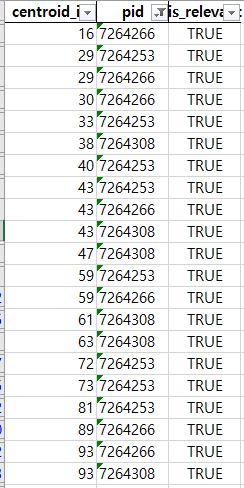 centroid_i pid is_releva
16 7264266 TRUE
29 7264253 TRUE
29 7264266 TRUE
30 7264266 TRUE
33 7264253 TRUE
38 7264308 TRUE
40 7264253 TRUE
43 7264253 TRUE
43 7264266 TRUE
43 7264308 TRUE
47 7264308 TRUE
59 7264253 TRUE
59 7264266 TRUE
61 7264308 TRUE
63 7264308 TRUE
72 7264253 TRUE
73 7264253 TRUE
81 7264253 TRUE
89 7264266 TRUE
93 7264266 TRUE
93 7264308 TRUE